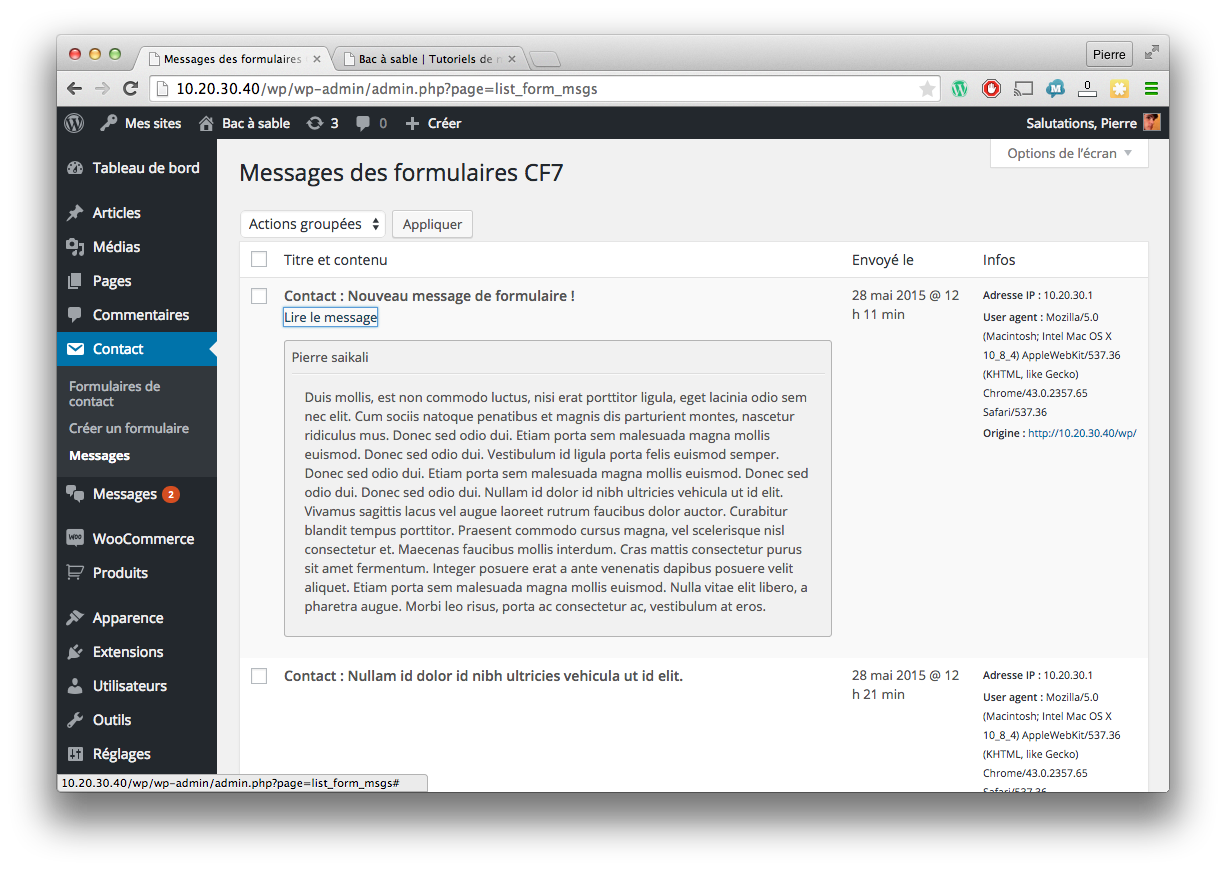 Messages des formulaires
Bac à sable | Tutoriels de
Pierre
10.20.30.40/wp/wp-admin/admin.php?page=list_form_msgs
0
Mes sites
Bac à sable
3
0
Créer
Salutations, Pierre
Tableau de bord
Articles
Médias
Pages
Commentaires
Contact
Formulaires de
contact
Créer un formulaire
Messages
Messages 2
WooCommerce
Produits
Apparence
Extensions
Utilisateurs
Outils
Réglages
Options de l'écran
Messages des formulaires CF7
Actions groupées
Appliquer
Titre et contenu
Envoyé le
Infos
Contact : Nouveau message de formulaire !
Lire le message
Pierre saikali
Duis mollis, est non commodo luctus, nisi erat porttitor ligula, eget lacinia odio sem
nec elit. Cum sociis natoque penatibus et magnis dis parturient montes, nascetur
ridiculus mus. Donec sed odio dui. Etiam porta sem malesuada magna mollis
euismod. Donec sed odio dui. Vestibulum id ligula porta felis euismod semper.
Donec sed odio dui. Etiam porta sem malesuada magna mollis euismod. Donec sed
odio dui. Donec sed odio dui. Nullam id dolor id nibh ultricies vehicula ut id elit.
Vivamus sagittis lacus vel augue laoreet rutrum faucibus dolor auctor. Curabitur
blandit tempus porttitor. Praesent commodo cursus magna, vel scelerisque nisl
consectetur et. Maecenas faucibus mollis interdum. Cras mattis consectetur purus
sit amet fermentum. Integer posuere erat a ante venenatis dapibus posuere velit
aliquet. Etiam porta sem malesuada magna mollis euismod. Nulla vitae elit libero, a
pharetra augue. Morbi leo risus, porta ac consectetur ac, vestibulum at eros.
28 mai 2015 @ 12
h 11 min
Adresse IP : 10.20.30.1
User agent : Mozilla/5.0
(Macintosh; Intel Mac OS X
10_8_4) AppleWebKit/537.36
(KHTML, like Gecko)
Chrome/43.0.2357.65
Safari/537.36
Origine : http://10.20.30.40/wp/
Contact : Nullam id dolor id nibh ultricies vehicula ut id elit.
28 mai 2015 @ 12
h 21 min
Adresse IP : 10.20.30.1
User agent : Mozilla/5.0
(Macintosh; Intel Mac OS X
10_8_4) AppleWebKit/537.36
(KHTML, like Gecko)
Chrome/43.0.2357.65
Safari/537.36
10.20.30.40/wp/wp-admin/admin.php?page=list_form_msgs#